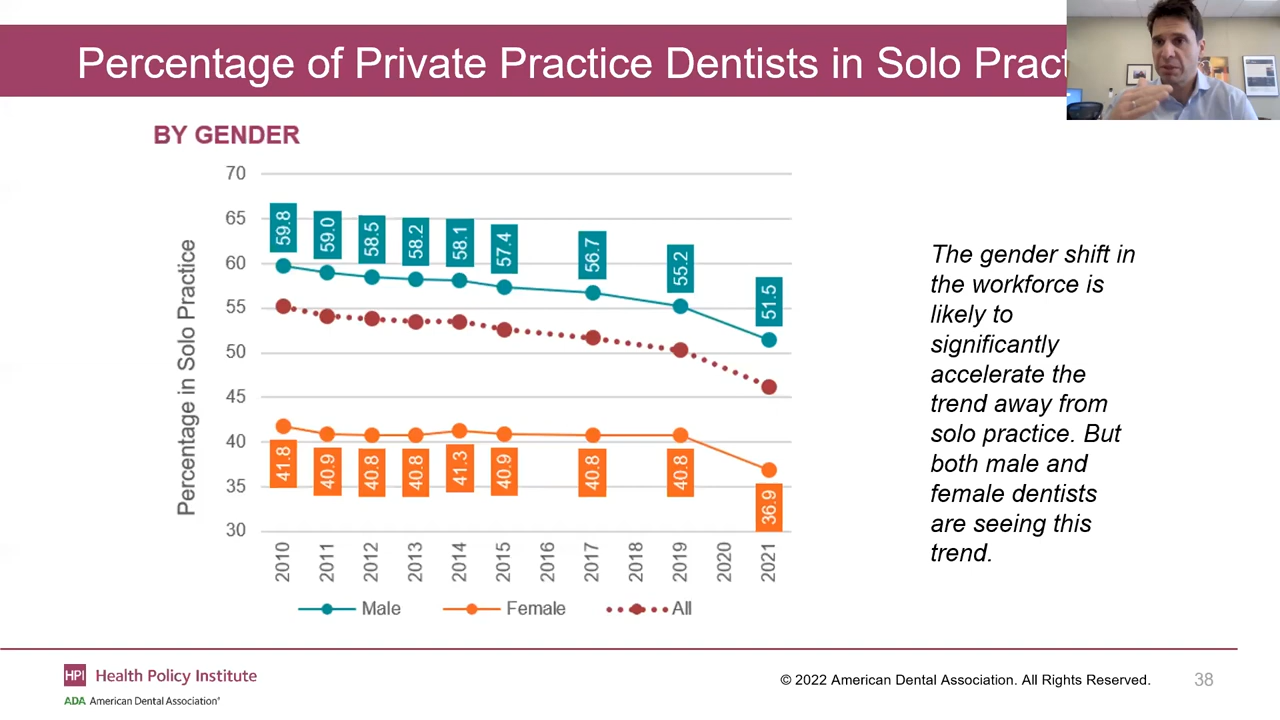 Percentage of Private Practice Dentists in Solo Pract
BY GENDER
70
65
60
55
50
45
40
35
30
Percentage in Solo Practice
59.8
59.0
58.5
58.2
58.1
57.4
56.7
55.2
51.5
41.8
40.9
40.8
40.8
41.3
40.9
40.8
40.8
36.9
2010
2011
2012
2013
2014
2015
2016
2017
2018
2019
2020
2021
Male
Female
All
The gender shift in
the workforce is
likely to
significantly
accelerate the
trend away from
solo practice. But
both male and
female dentists
are seeing this
trend.
HPI Health Policy Institute
ADA American Dental Association®
© 2022 American Dental Association. All Rights Reserved.
38